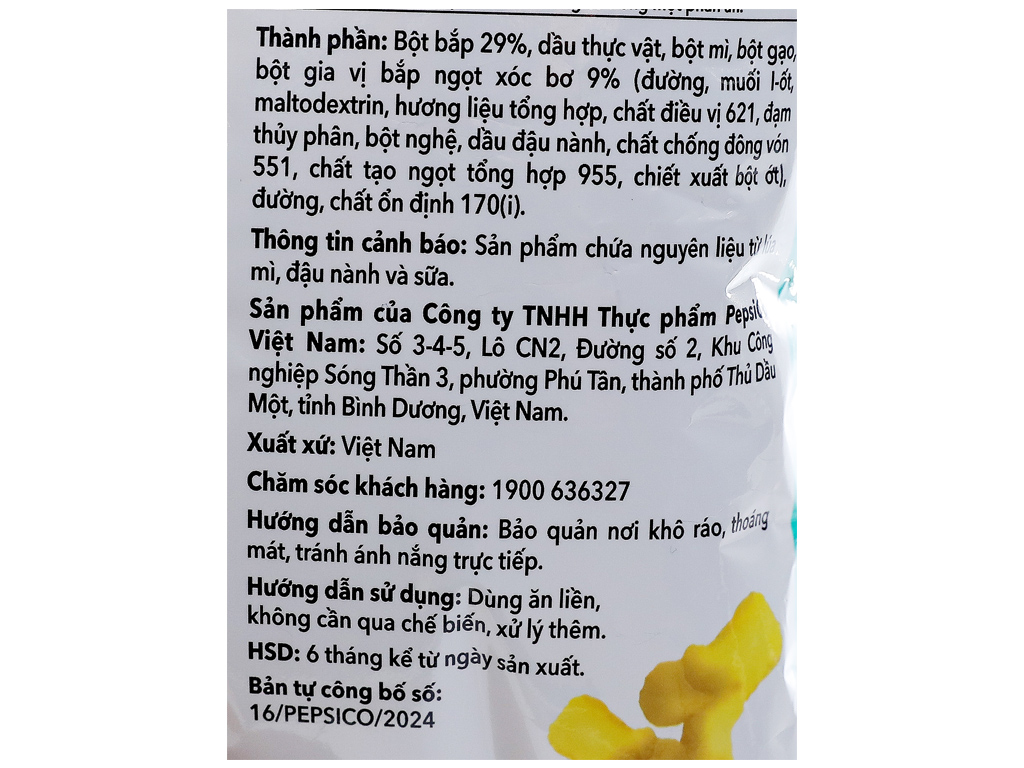 Thành phần: Bột bắp 29%, dầu thực vật, bột mì, bột gạo,
bột gia vị bắp ngọt xóc bơ 9% (đường, muối I-ốt,
maltodextrin, hương liệu tổng hợp, chất điều vị 621, đạm
thủy phân, bột nghệ, dầu đậu nành, chất chống đông vón
551, chất tạo ngọt tổng hợp 955, chiết xuất bột ớt),
đường, chất ổn định 170(i).
Thông tin cảnh báo: Sản phẩm chứa nguyên liệu từ
mì, đậu nành và sữa.
Sản phẩm của Công ty TNHH Thực phẩm
Việt Nam: Số 3-4-5, Lô CN2, Đường số 2, Khu Công
nghiệp Sóng Thần 3, phường Phú Tân, thành phố Thủ Dầu
Một, tỉnh Bình Dương, Việt Nam.
Xuất xứ: Việt Nam
Chăm sóc khách hàng: 1900 636327
Hướng dẫn bảo quản: Bảo quản nơi khô ráo, thoáng
mát, tránh ánh nắng trực tiếp.
Hướng dẫn sử dụng: Dùng ăn liền,
không cần qua chế biến, xử lý thêm.
HSD: 6 tháng kể từ ngày sản xuất.
Bản tự công bố số:
16/PEPSICO/2024